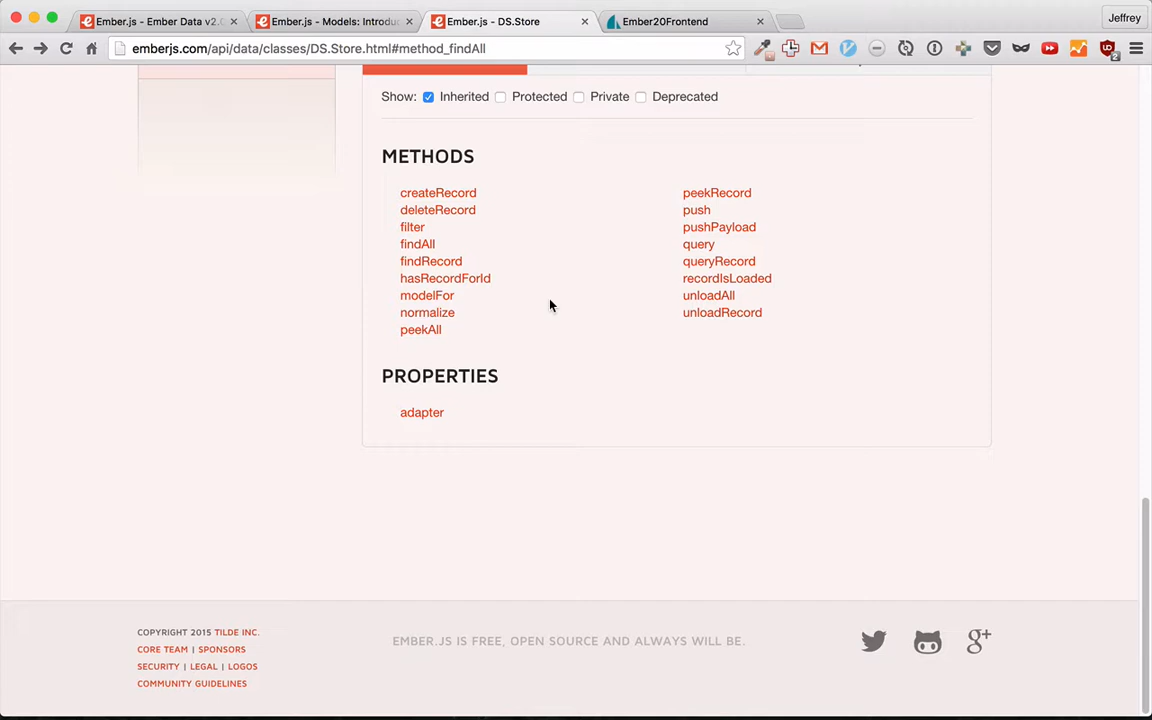 Ember.js - Ember Data v2.
Ember.js - Models: Introduc
Ember.js - DS.Store
Ember20Frontend
Jeffrey
emberjs.com/api/data/classes/DS.Store.html#method_findAll
2
Show: Inherited Protected Private Deprecated
METHODS
createRecord
deleteRecord
filter
findAll
findRecord
hasRecordForId
modelFor
normalize
peekAll
peekRecord
push
pushPayload
query
queryRecord
recordIsLoaded
unloadAll
unloadRecord
PROPERTIES
adapter
COPYRIGHT 2015 TILDE INC.
CORE TEAM | SPONSORS
SECURITY | LEGAL | LOGOS
COMMUNITY GUIDELINES
EMBER.JS IS FREE, OPEN SOURCE AND ALWAYS WILL BE.